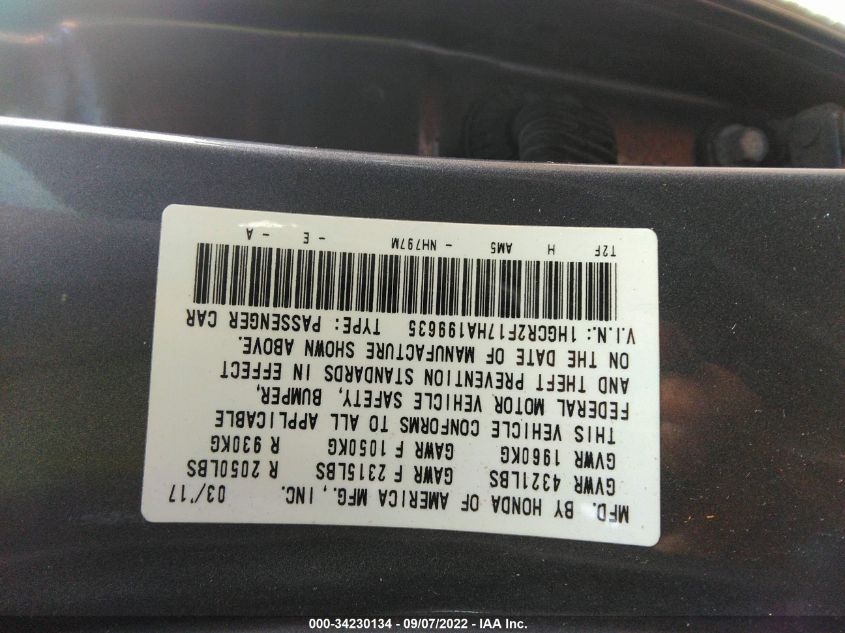 MFD. BY HONDA OF AMERICA MFG., INC. 03/17
GVWR 4321LBS GAWR F 2315LBS R 2050LBS
GVWR 1960KG GAWR F 1050KG R 930KG
THIS VEHICLE CONFORMS TO ALL APPLICABLE
FEDERAL MOTOR VEHICLE SAFETY, BUMPER,
AND THEFT PREVENTION STANDARDS IN EFFECT
ON THE DATE OF MANUFACTURE SHOWN ABOVE.
V.I.N.: 1HGCR2F17HA199635 TYPE: PASSENGER CAR
T2F H AM5 - NH797M - E - A
000-34230134 - 09/07/2022 - IAA Inc.